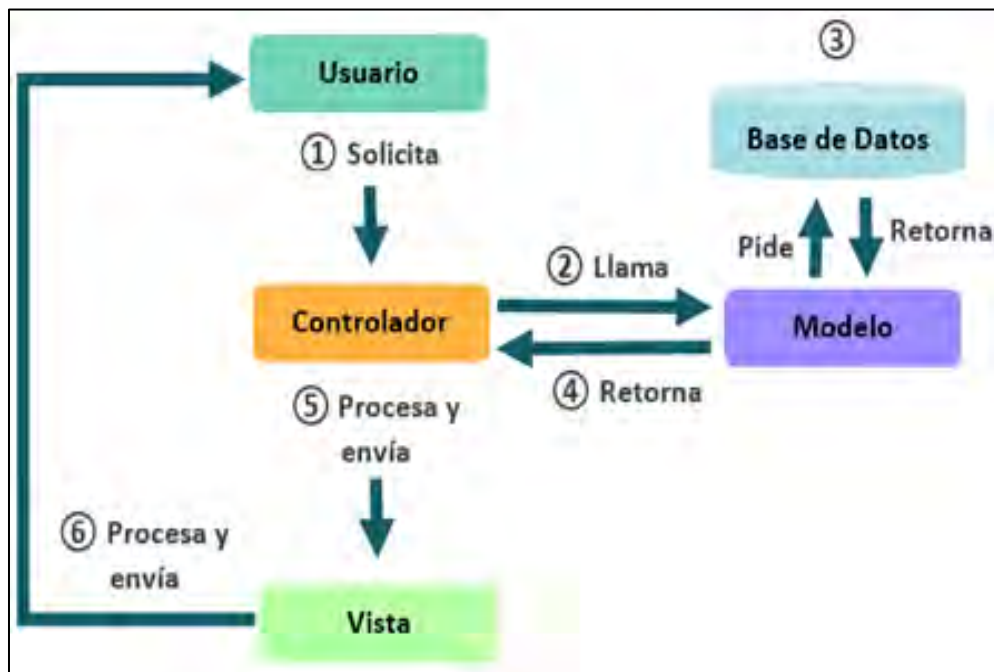 Usuario
③
① Solicita
Base de Datos
Pide
Retorna
② Llama
Controlador
Modelo
④ Retorna
⑤ Procesa y
envía
⑥ Procesa y
envía
Vista